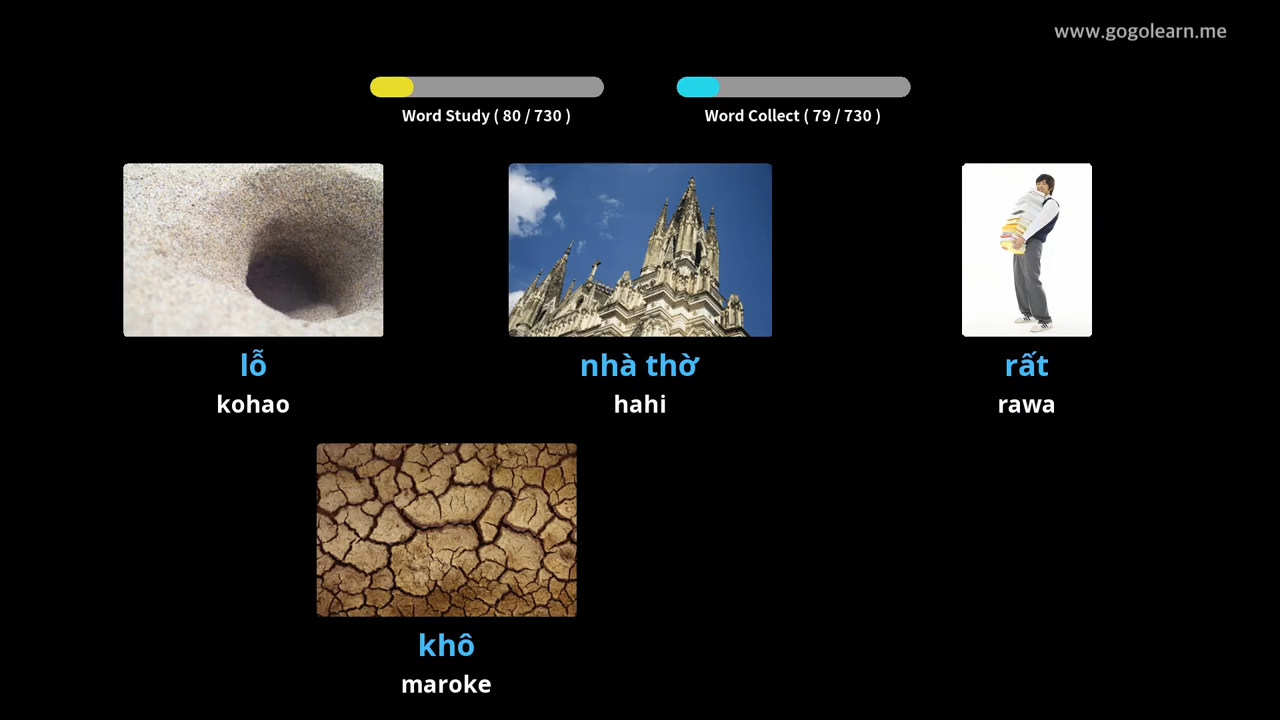 www.gogolearn.me
Word Study ( 80 / 730 )
Word Collect ( 79 / 730 )
lỗ
kohao
nhà thờ
hahi
rất
rawa
khô
maroke